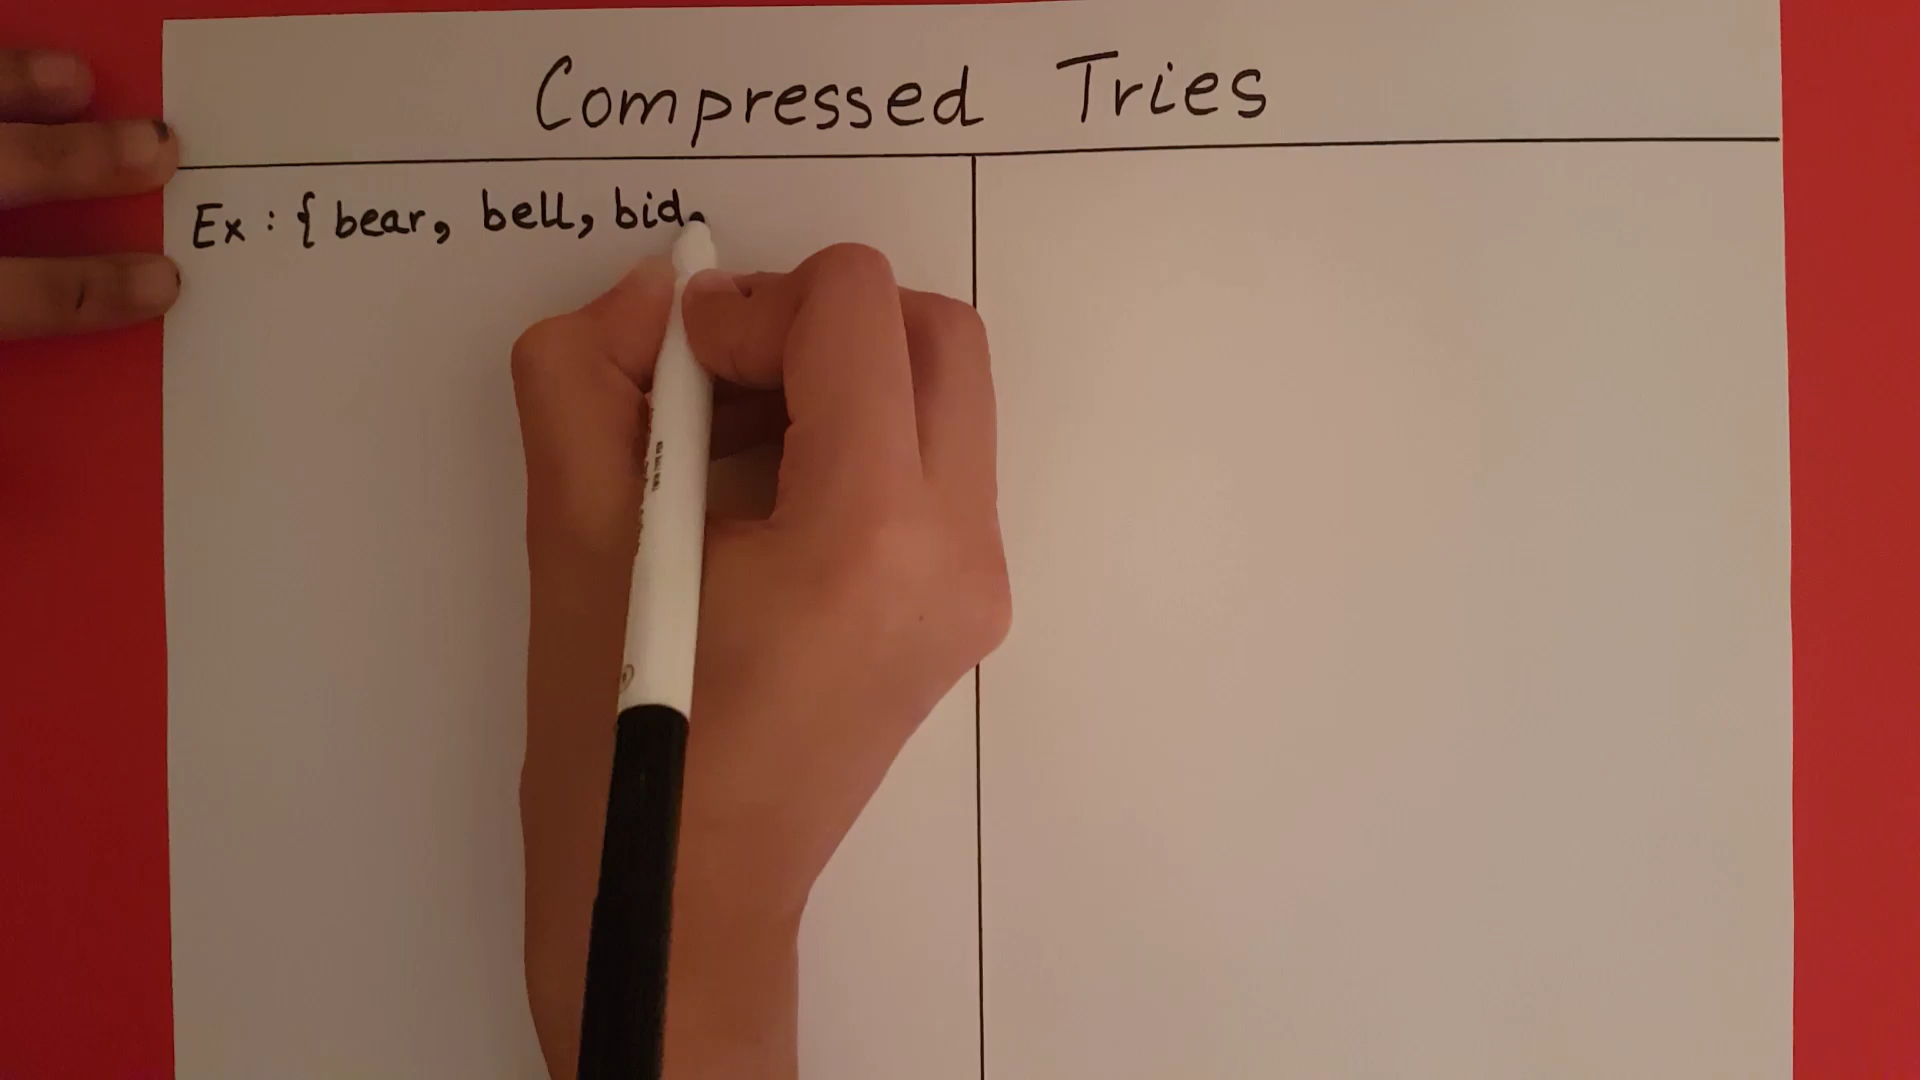 Compressed Tries
Ex : { bear, bell, bid,